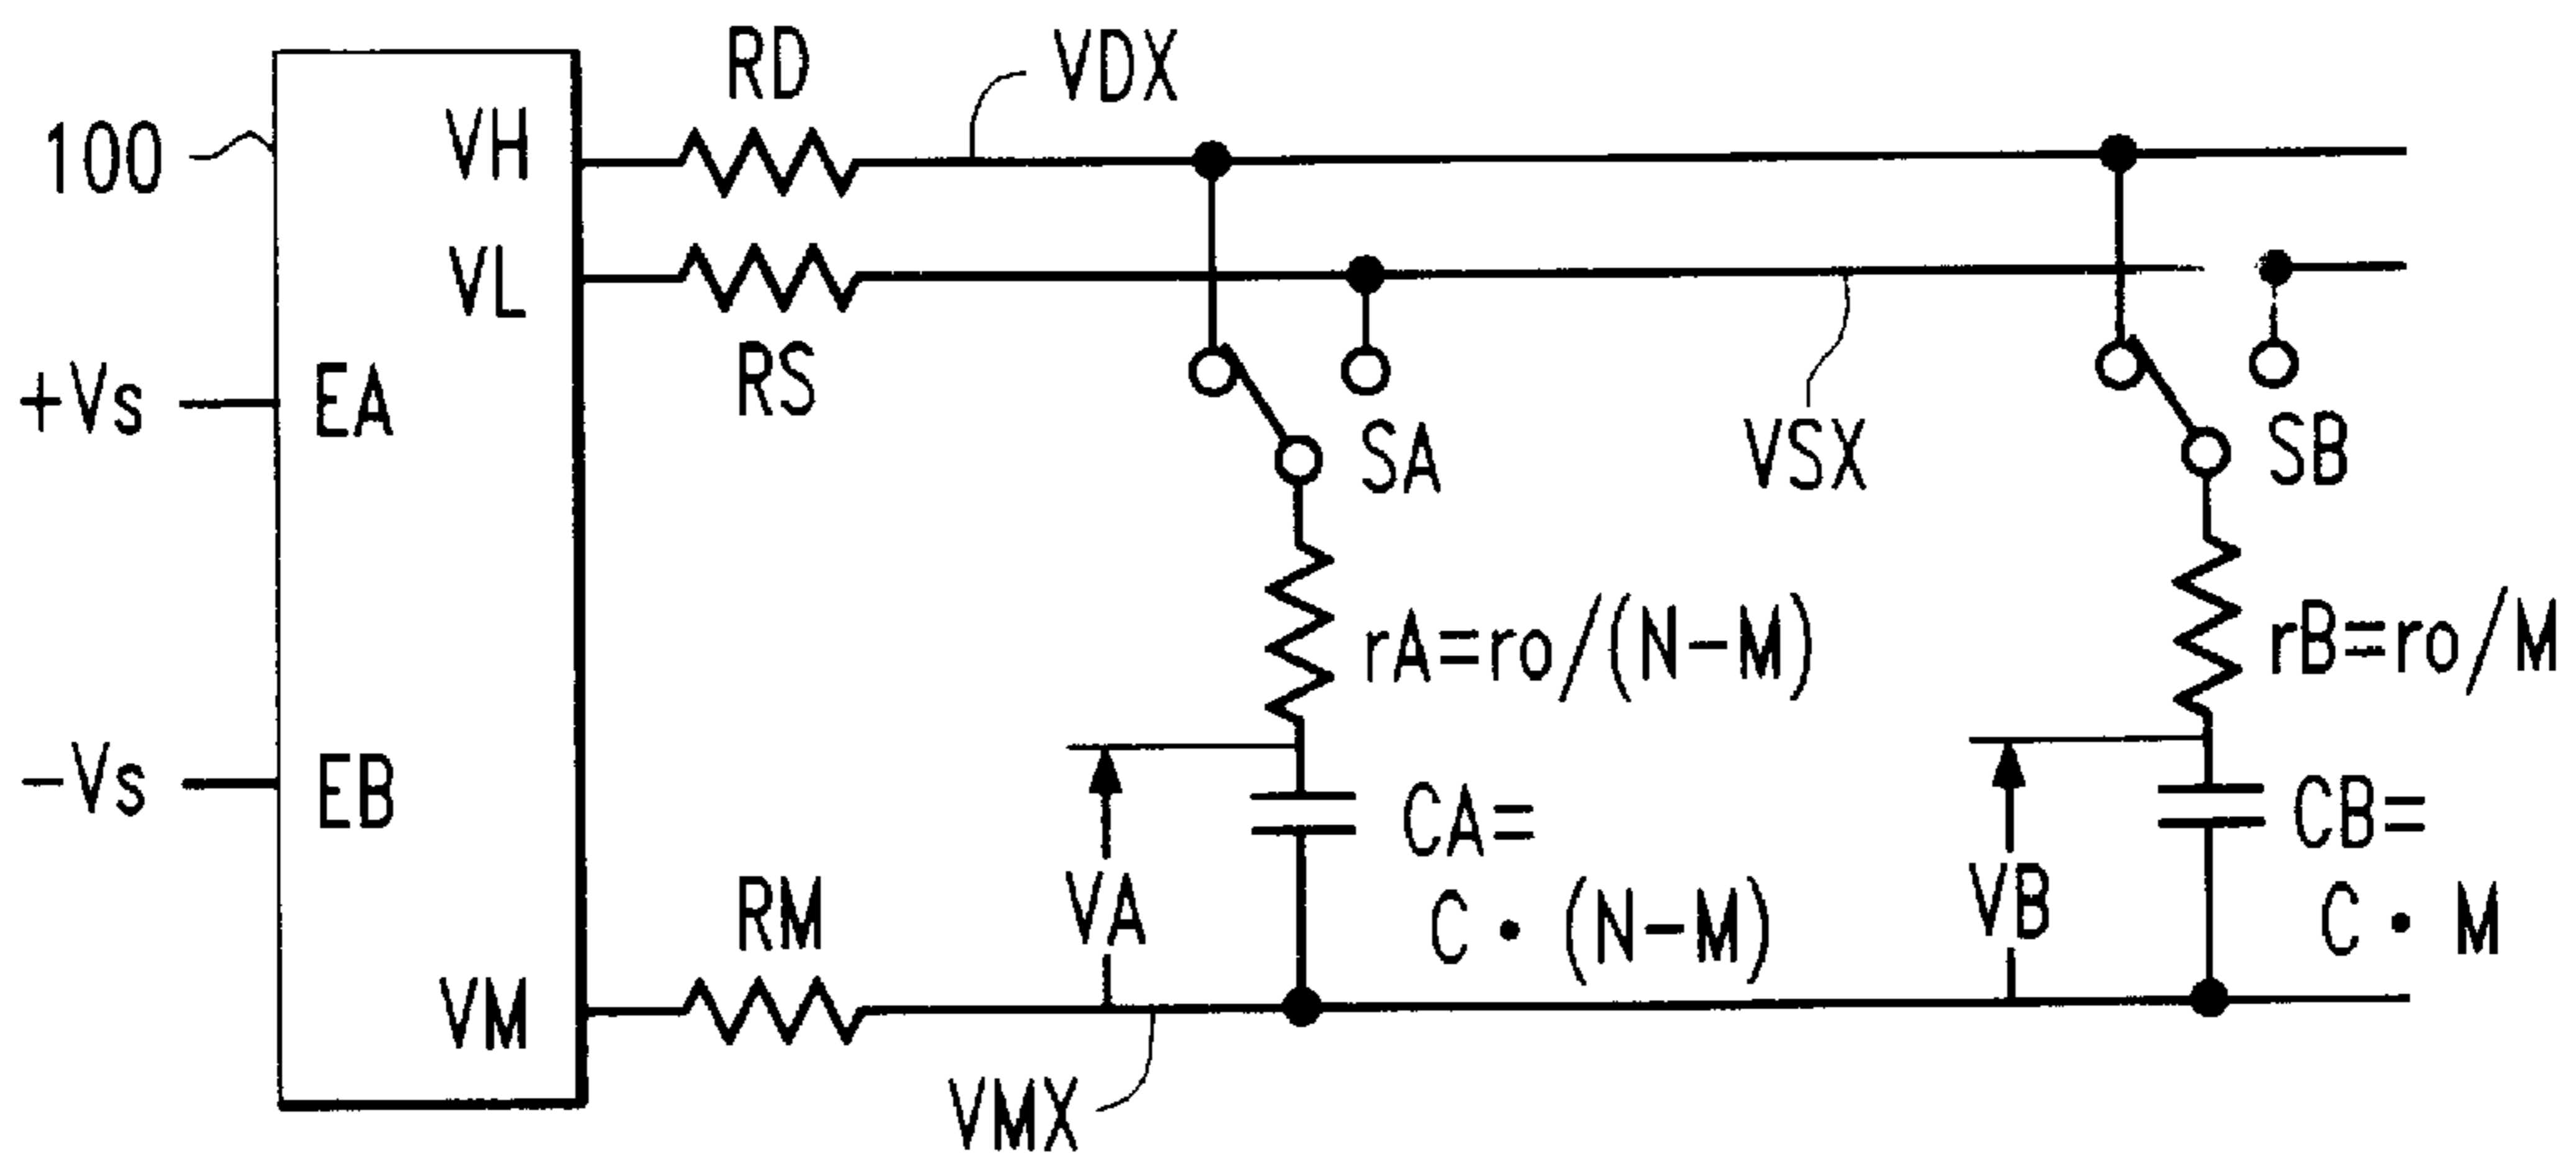 RD
VDX
100
VH
VL
RS
+Vs
EA
SA
VSX
SB
rA=ro/(N-M)
rB=ro/M
-Vs
EB
CA=
C・(N-M)
CB=
C・M
VA
VB
RM
VM
VMX